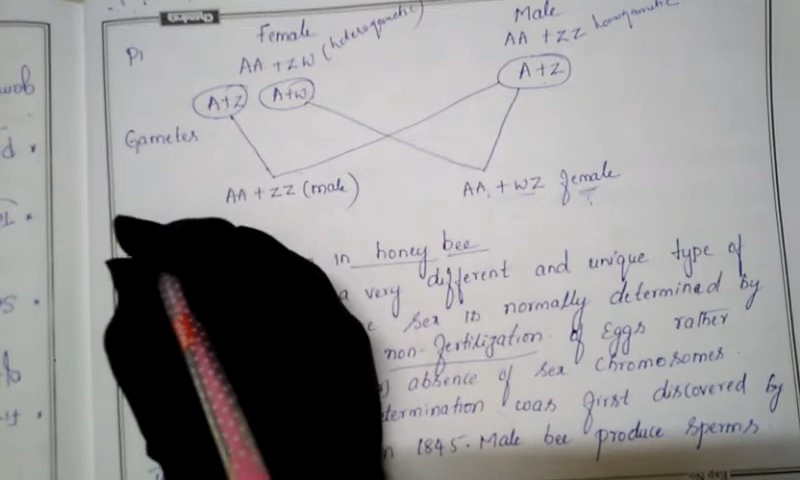 Female
Male
P1
AA + ZW (heterogametic)
AA + ZZ homogametic
A+Z
A+W
A+Z
Gametes
AA + ZZ (male)
AA + WZ female
in honey bee
a very different and unique type of
sex is normally determined by
non-fertilization of Eggs rather
absence of sex chromosomes.
termination was first discovered by
n 1845. Male bee produce sperms